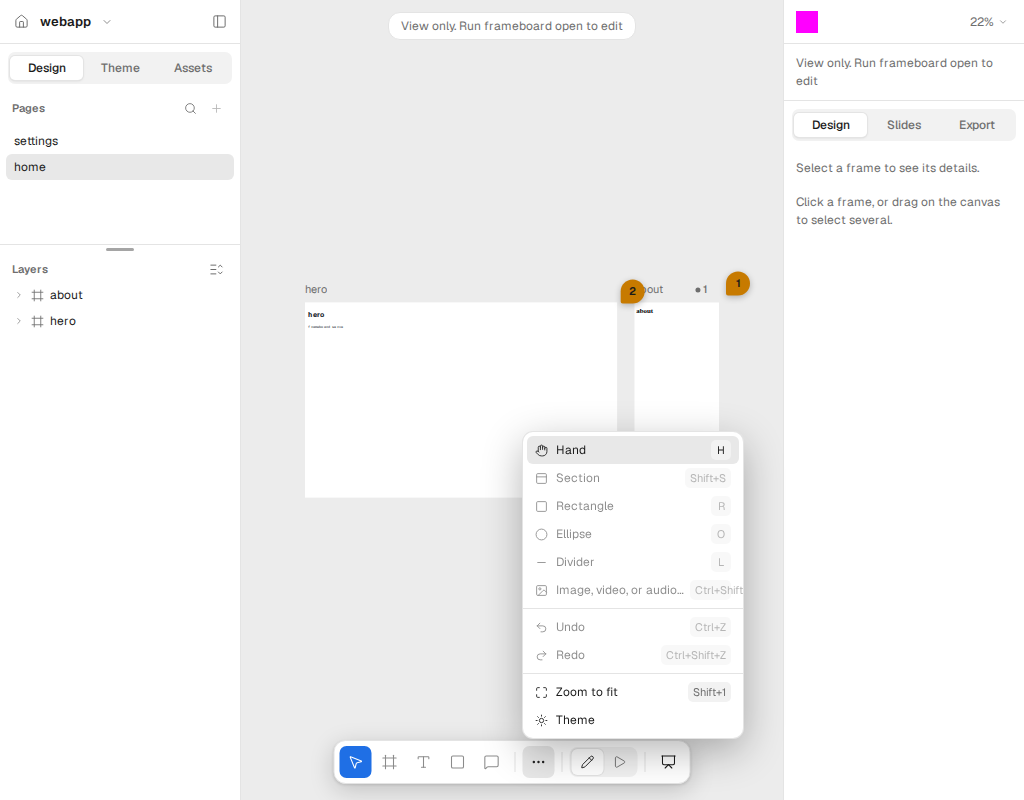 webapp
View only. Run frameboard open to edit
22%
Design
Theme
Assets
View only. Run frameboard open to
edit
Pages
Design
Slides
Export
settings
home
Select a frame to see its details.
Click a frame, or drag on the canvas
to select several.
Layers
about
hero
hero
2
out
1
1
hero
about
Hand H
Section Shift+S
Rectangle R
Ellipse O
Divider L
Image, video, or audio... Ctrl+Shift
Undo Ctrl+Z
Redo Ctrl+Shift+Z
Zoom to fit Shift+1
Theme